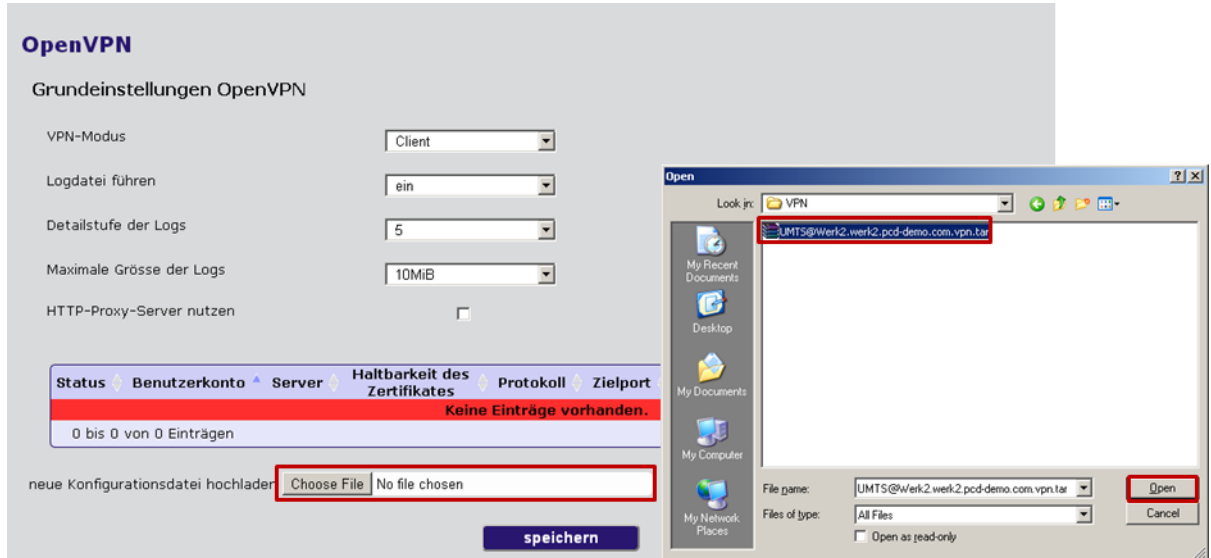 OpenVPN
Grundeinstellungen OpenVPN
VPN-Modus Client
Logdatei führen ein
Detailstufe der Logs 5
Maximale Grösse der Logs 10MiB
HTTP-Proxy-Server nutzen
Status Benutzerkonto Server Haltbarkeit des Zertifikates Protokoll Zielport
Keine Einträge vorhanden.
0 bis 0 von 0 Einträgen
neue Konfigurationsdatei hochladen Choose File No file chosen
speichern
Open
Look in: VPN
UMTS@Werk2.werk2.pcd-demo.com.vpn.tar
My Recent
Documents
Desktop
My Documents
My Computer
My Network
Places
File name: UMTS@Werk2.werk2.pcd-demo.com.vpn.tar Open
Files of type: All Files Cancel
Open as read-only